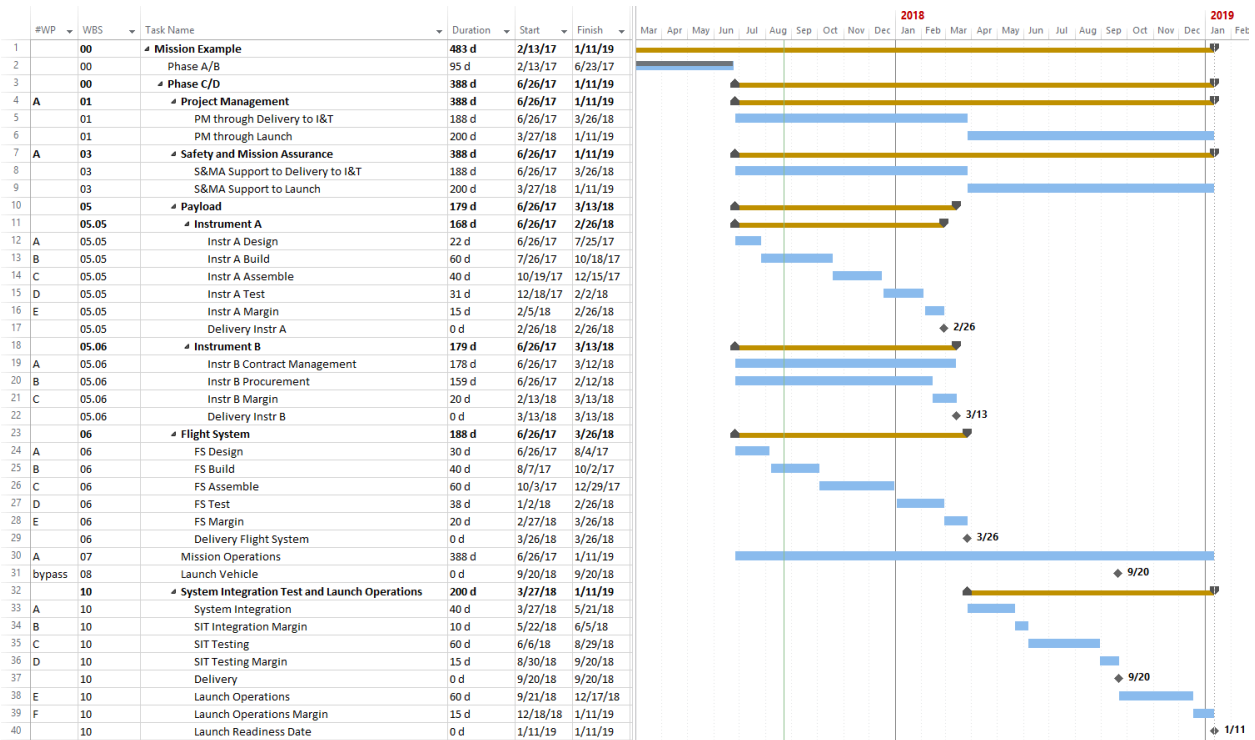 2018 2019
#WP WBS Task Name Duration Start Finish Mar Apr May Jun Jul Aug Sep Oct Nov Dec Jan Feb Mar Apr May Jun Jul Aug Sep Oct Nov Dec Jan Feb
1 00 Mission Example 483 d 2/13/17 1/11/19
2 00 Phase A/B 95 d 2/13/17 6/23/17
3 00 Phase C/D 388 d 6/26/17 1/11/19
4 A 01 Project Management 388 d 6/26/17 1/11/19
5 01 PM through Delivery to I&T 188 d 6/26/17 3/26/18
6 01 PM through Launch 200 d 3/27/18 1/11/19
7 A 03 Safety and Mission Assurance 388 d 6/26/17 1/11/19
8 03 S&MA Support to Delivery to I&T 188 d 6/26/17 3/26/18
9 03 S&MA Support to Launch 200 d 3/27/18 1/11/19
10 05 Payload 179 d 6/26/17 3/13/18
11 05.05 Instrument A 168 d 6/26/17 2/26/18
12 A 05.05 Instr A Design 22 d 6/26/17 7/25/17
13 B 05.05 Instr A Build 60 d 7/26/17 10/18/17
14 C 05.05 Instr A Assemble 40 d 10/19/17 12/15/17
15 D 05.05 Instr A Test 31 d 12/18/17 2/2/18
16 E 05.05 Instr A Margin 15 d 2/5/18 2/26/18
17 05.05 Delivery Instr A 0 d 2/26/18 2/26/18 2/26
18 05.06 Instrument B 179 d 6/26/17 3/13/18
19 A 05.06 Instr B Contract Management 178 d 6/26/17 3/12/18
20 B 05.06 Instr B Procurement 159 d 6/26/17 2/12/18
21 C 05.06 Instr B Margin 20 d 2/13/18 3/13/18
22 05.06 Delivery Instr B 0 d 3/13/18 3/13/18 3/13
23 06 Flight System 188 d 6/26/17 3/26/18
24 A 06 FS Design 30 d 6/26/17 8/4/17
25 B 06 FS Build 40 d 8/7/17 10/2/17
26 C 06 FS Assemble 60 d 10/3/17 12/29/17
27 D 06 FS Test 38 d 1/2/18 2/26/18
28 E 06 FS Margin 20 d 2/27/18 3/26/18
29 06 Delivery Flight System 0 d 3/26/18 3/26/18 3/26
30 A 07 Mission Operations 388 d 6/26/17 1/11/19
31 bypass 08 Launch Vehicle 0 d 9/20/18 9/20/18 9/20
32 10 System Integration Test and Launch Operations 200 d 3/27/18 1/11/19
33 A 10 System Integration 40 d 3/27/18 5/21/18
34 B 10 SIT Integration Margin 10 d 5/22/18 6/5/18
35 C 10 SIT Testing 60 d 6/6/18 8/29/18
36 D 10 SIT Testing Margin 15 d 8/30/18 9/20/18
37 10 Delivery 0 d 9/20/18 9/20/18 9/20
38 E 10 Launch Operations 60 d 9/21/18 12/17/18
39 F 10 Launch Operations Margin 15 d 12/18/18 1/11/19
40 10 Launch Readiness Date 0 d 1/11/19 1/11/19 1/11